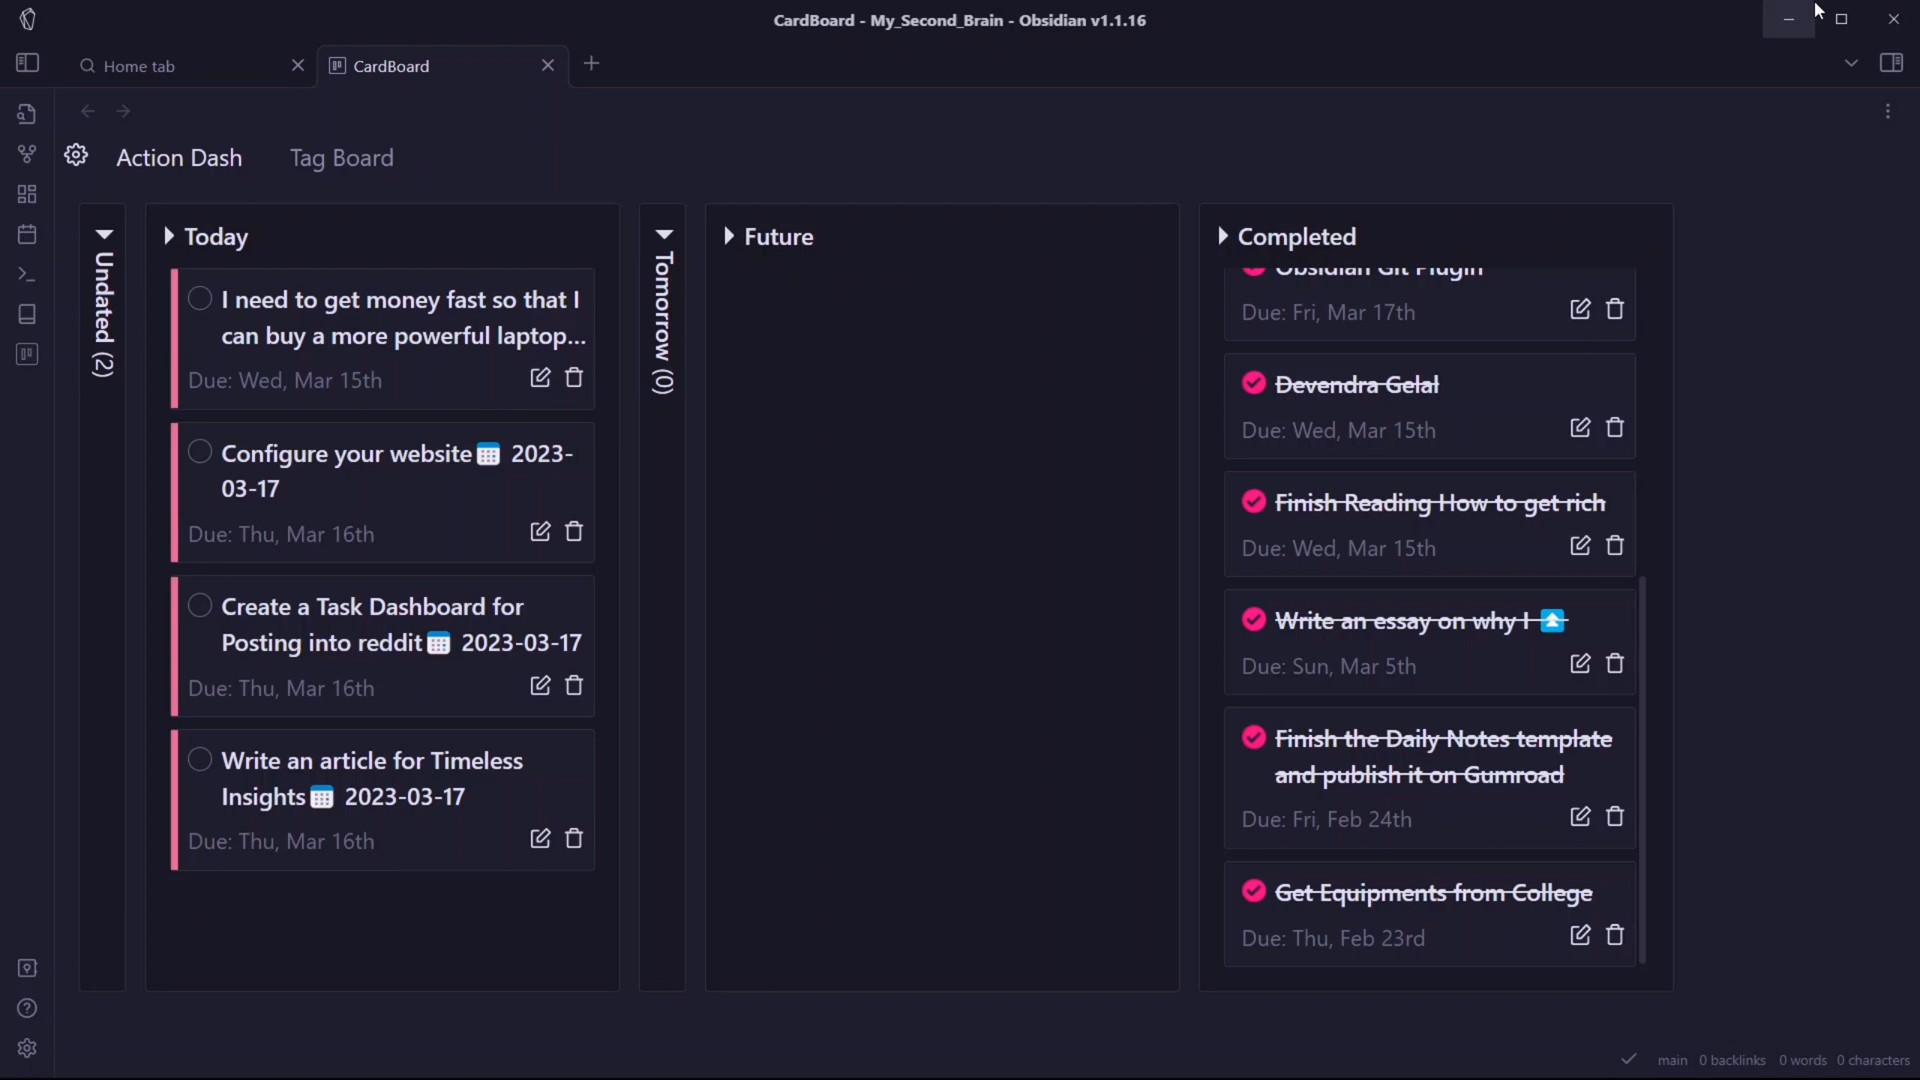 CardBoard - My_Second_Brain - Obsidian v1.1.16
Home tab
CardBoard
Action Dash
Tag Board
Undated (2)
Today
I need to get money fast so that I
can buy a more powerful laptop...
Due: Wed, Mar 15th
Configure your website 2023-
03-17
Due: Thu, Mar 16th
Create a Task Dashboard for
Posting into reddit 2023-03-17
Due: Thu, Mar 16th
Write an article for Timeless
Insights 2023-03-17
Due: Thu, Mar 16th
Tomorrow (0)
Future
Completed
Obsidian Git Plugin
Due: Fri, Mar 17th
Devendra Gelal
Due: Wed, Mar 15th
Finish Reading How to get rich
Due: Wed, Mar 15th
Write an essay on why I
Due: Sun, Mar 5th
Finish the Daily Notes template
and publish it on Gumroad
Due: Fri, Feb 24th
Get Equipments from College
Due: Thu, Feb 23rd
main 0 backlinks 0 words 0 characters